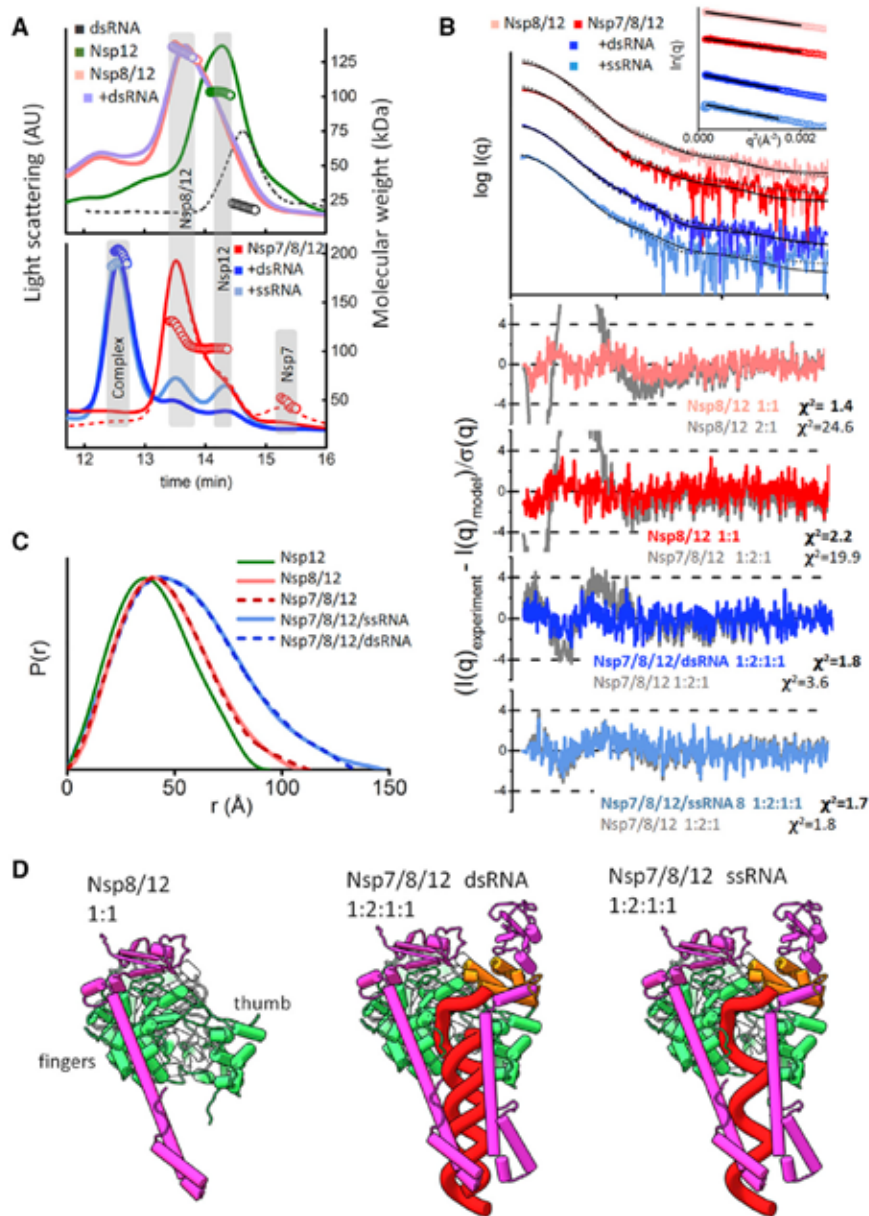 A
dsRNA
Nsp12
Nsp8/12
+dsRNA
Light scattering (AU)
Molecular weight (kDa)
125
100
75
50
25
Nsp8/12
Nsp12
Nsp7/8/12
+dsRNA
+ssRNA
200
150
100
50
Complex
Nsp7
12 13 14 15 16
time (min)
B
Nsp8/12 Nsp7/8/12
+dsRNA
+ssRNA
ln(q)
0.000 0.002
q²(Å⁻²)
log I(q)
(I(q)experiment - I(q)model)/σ(q)
4
0
-4
Nsp8/12 1:1 χ²= 1.4
Nsp8/12 2:1 χ²=24.6
4
0
-4
Nsp8/12 1:1 χ²=2.2
Nsp7/8/12 1:2:1 χ²=19.9
4
0
-4
Nsp7/8/12/dsRNA 1:2:1:1 χ²=1.8
Nsp7/8/12 1:2:1 χ²=3.6
4
0
-4
Nsp7/8/12/ssRNA 8 1:2:1:1 χ²=1.7
Nsp7/8/12 1:2:1 χ²=1.8
C
Nsp12
Nsp8/12
Nsp7/8/12
Nsp7/8/12/ssRNA
Nsp7/8/12/dsRNA
P(r)
0 50 100 150
r (Å)
D
Nsp8/12
1:1
thumb
fingers
Nsp7/8/12 dsRNA
1:2:1:1
Nsp7/8/12 ssRNA
1:2:1:1